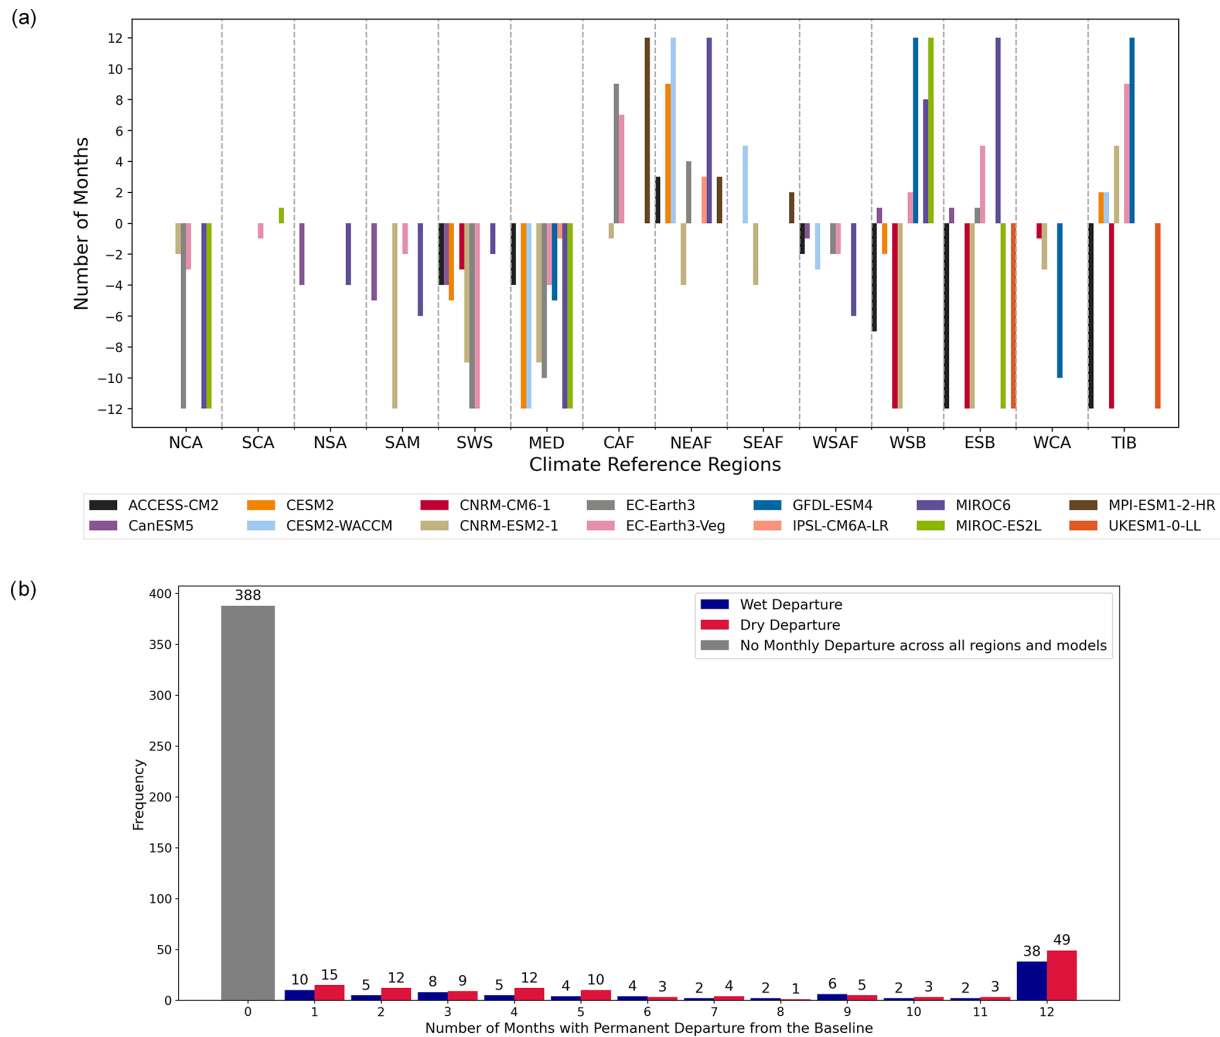 (a)
12
10
8
6
4
2
0
−2
−4
−6
−8
−10
−12
Number of Months
NCA SCA NSA SAM SWS MED CAF NEAF SEAF WSAF WSB ESB WCA TIB
Climate Reference Regions
ACCESS-CM2 CESM2 CNRM-CM6-1 EC-Earth3 GFDL-ESM4 MIROC6 MPI-ESM1-2-HR
CanESM5 CESM2-WACCM CNRM-ESM2-1 EC-Earth3-Veg IPSL-CM6A-LR MIROC-ES2L UKESM1-0-LL
(b)
400
350
300
250
200
150
100
50
0
Frequency
388
Wet Departure
Dry Departure
No Monthly Departure across all regions and models
10 15 5 12 8 9 5 12 4 10 4 3 2 4 2 1 6 5 2 3 2 3 38 49
0 1 2 3 4 5 6 7 8 9 10 11 12
Number of Months with Permanent Departure from the Baseline